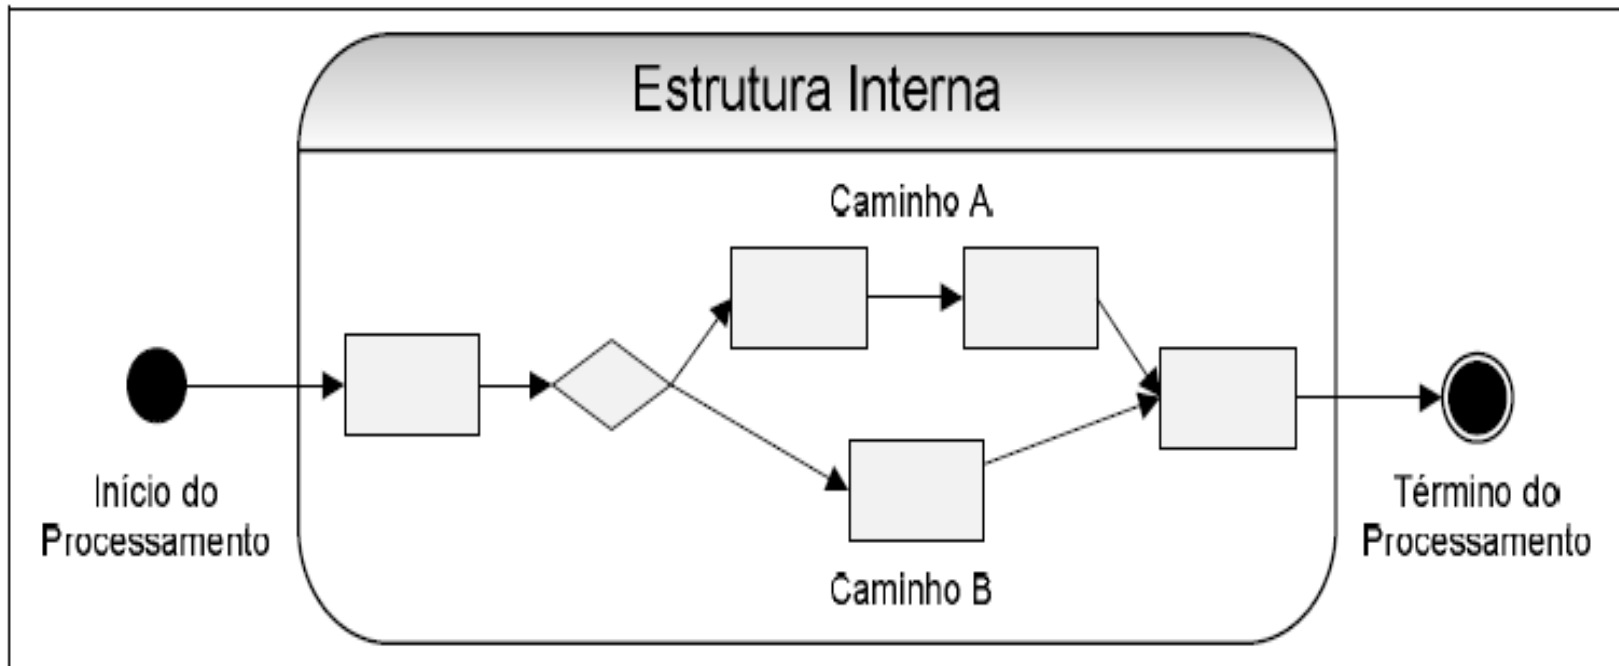 Estrutura Interna
Caminho A
Início do
Processamento
Término do
Processamento
Caminho B